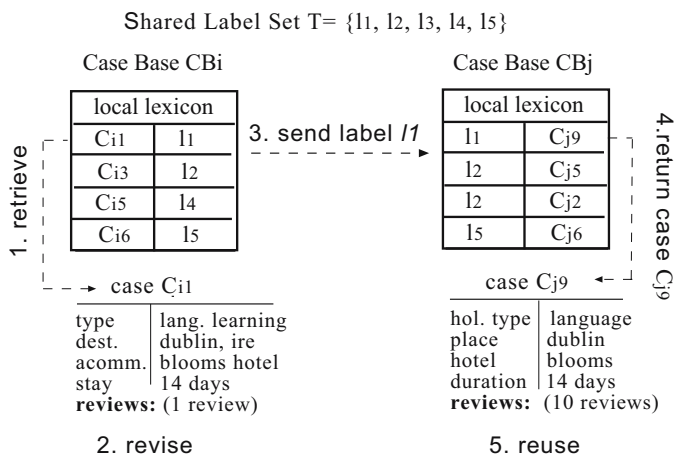 Shared Label Set T= {l1, l2, l3, l4, l5}
Case Base CBi
local lexicon
Ci1 l1
Ci3 l2
Ci5 l4
Ci6 l5
1. retrieve
3. send label l1
Case Base CBj
local lexicon
l1 Cj9
l2 Cj5
l2 Cj2
l5 Cj6
4.return case Cj9
case Ci1
type lang. learning
dest. dublin, ire
acomm. blooms hotel
stay 14 days
reviews: (1 review)
2. revise
case Cj9
hol. type language
place dublin
hotel blooms
duration 14 days
reviews: (10 reviews)
5. reuse